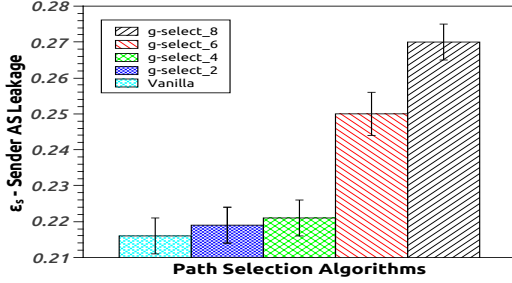 0.28
0.27
0.26
0.25
0.24
0.23
0.22
0.21
εs - Sender AS Leakage
g-select_8
g-select_6
g-select_4
g-select_2
Vanilla
Path Selection Algorithms